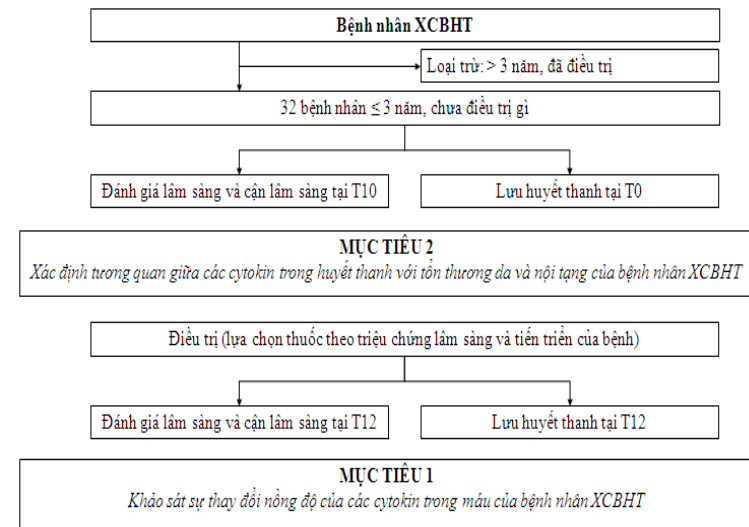 Bệnh nhân XCBHT
Loại trừ: > 3 năm, đã điều trị
32 bệnh nhân ≤ 3 năm, chưa điều trị gì
Đánh giá lâm sàng và cận lâm sàng tại T10
Lưu huyết thanh tại T0
MỤC TIÊU 2
Xác định tương quan giữa các cytokin trong huyết thanh với tổn thương da và nội tạng của bệnh nhân XCBHT
Điều trị (lựa chọn thuốc theo triệu chứng lâm sàng và tiến triển của bệnh)
Đánh giá lâm sàng và cận lâm sàng tại T12
Lưu huyết thanh tại T12
MỤC TIÊU 1
Khảo sát sự thay đổi nồng độ của các cytokin trong máu của bệnh nhân XCBHT